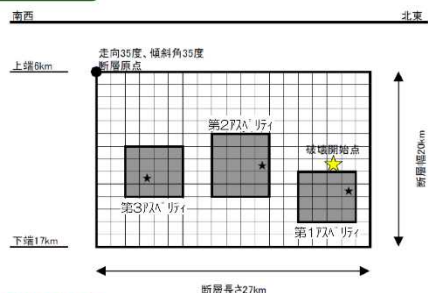 南西
北東
走向35度、傾斜角35度
上端6km
断層原点
第2アスペリティ
破壊開始点
断層幅20km
第3アスペリティ
第1アスペリティ
下端17km
断層長さ27km